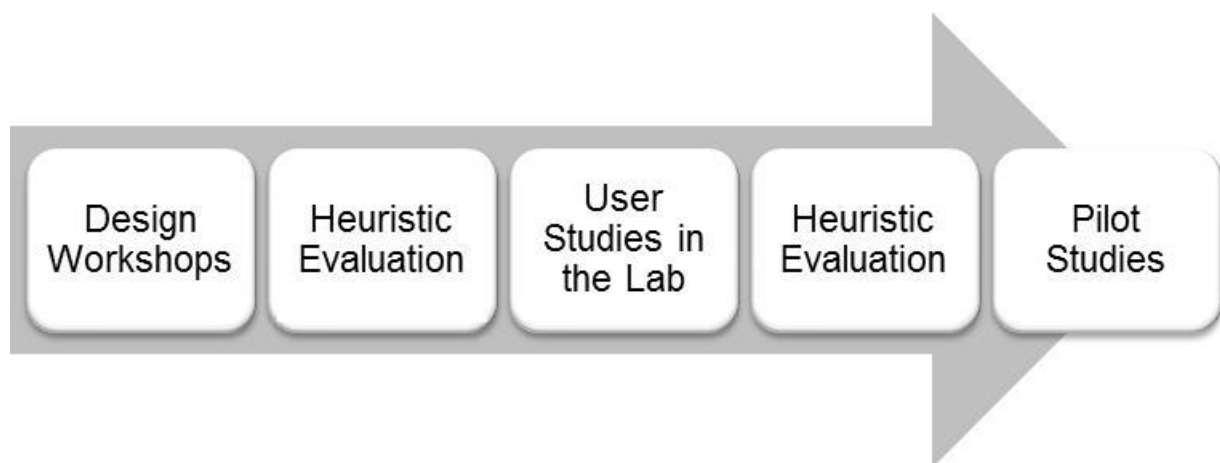 Design
Workshops
Heuristic
Evaluation
User
Studies in
the Lab
Heuristic
Evaluation
Pilot
Studies